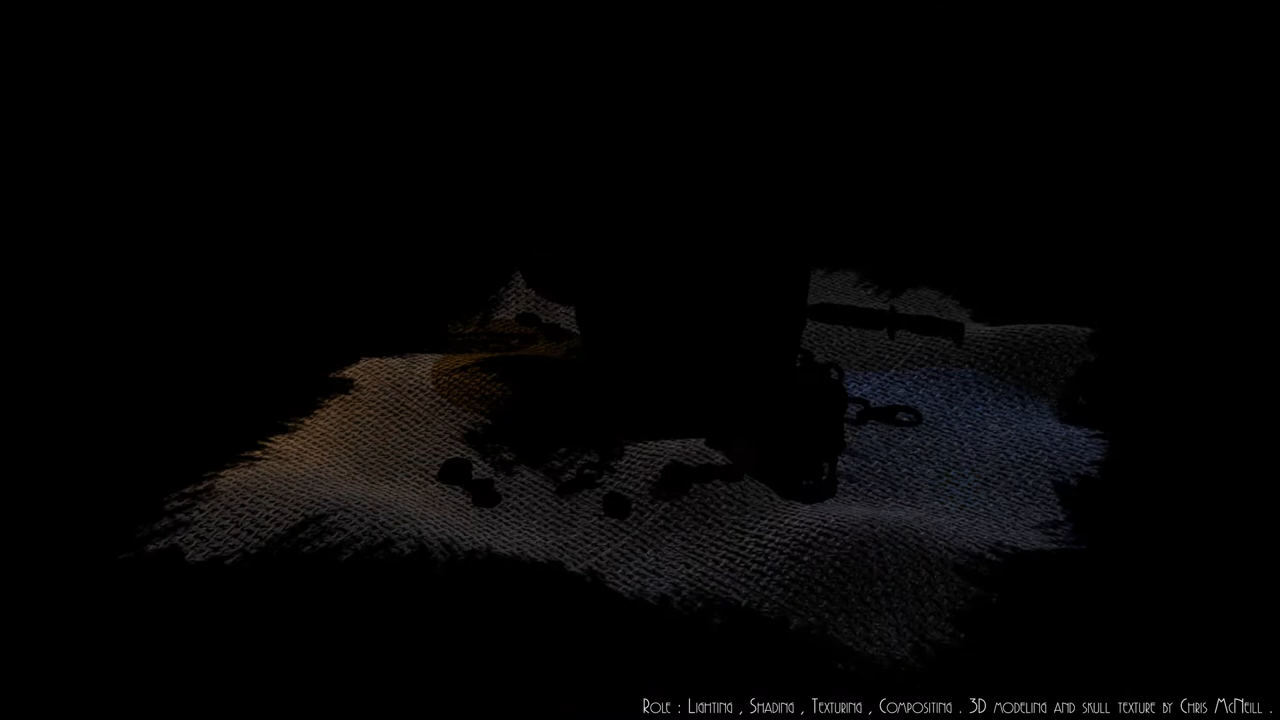 Role : Lighting , Shading , Texturing , Compositing . 3D modeling and skull texture by Chris McNeill .